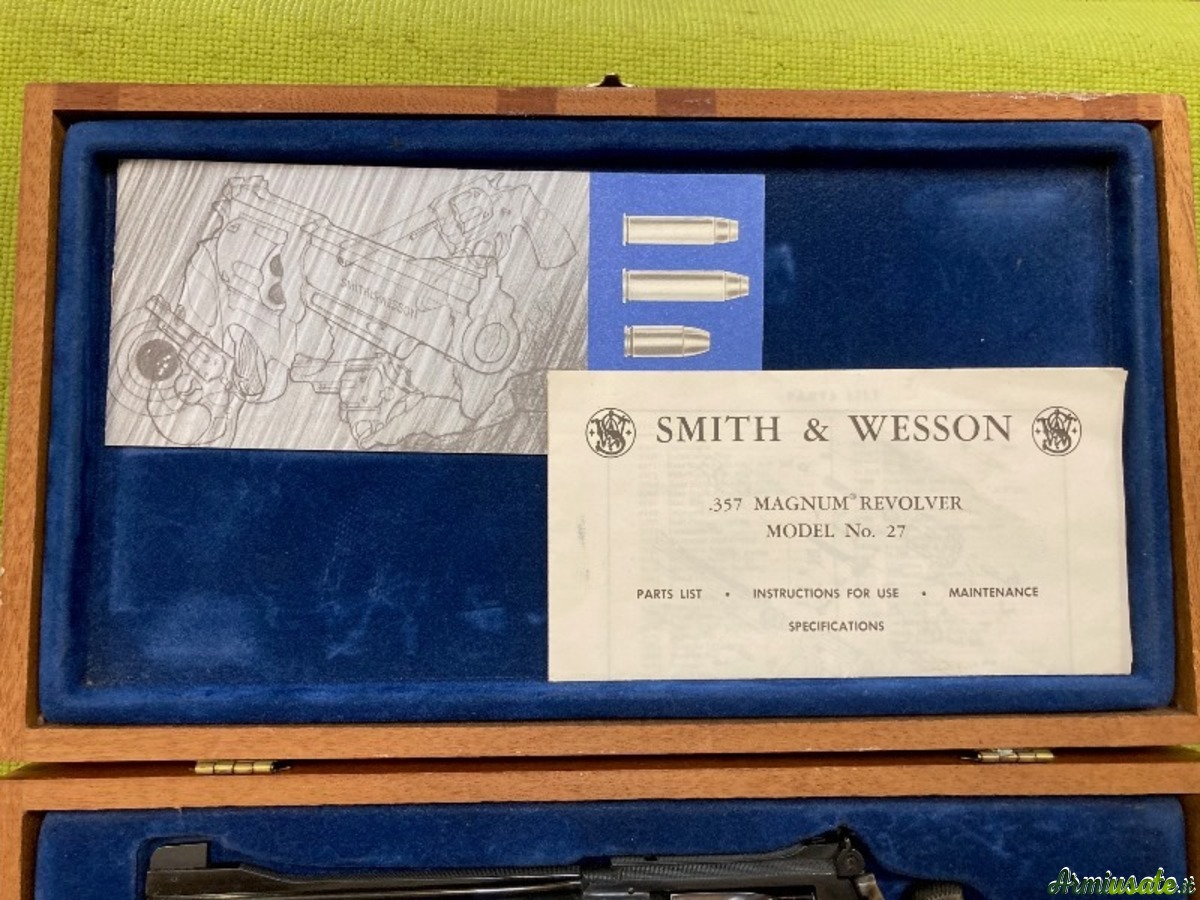 SMITH & WESSON
SMITH & WESSON
.357 MAGNUM® REVOLVER
MODEL No. 27
PARTS LIST • INSTRUCTIONS FOR USE • MAINTENANCE
SPECIFICATIONS
Armiusate.it